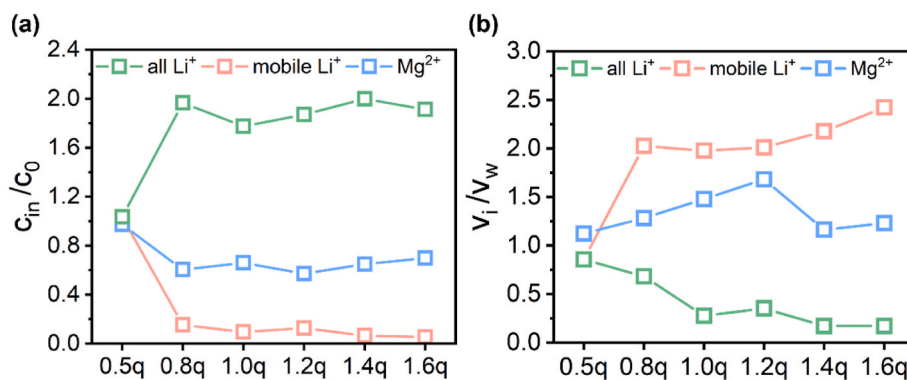 (a)
2.4
2.0
1.6
1.2
0.8
0.4
0.0
c_in/c_0
all Li⁺ mobile Li⁺ Mg²⁺
0.5q 0.8q 1.0q 1.2q 1.4q 1.6q
(b)
3.0
2.5
2.0
1.5
1.0
0.5
0.0
v_i/v_w
all Li⁺ mobile Li⁺ Mg²⁺
0.5q 0.8q 1.0q 1.2q 1.4q 1.6q